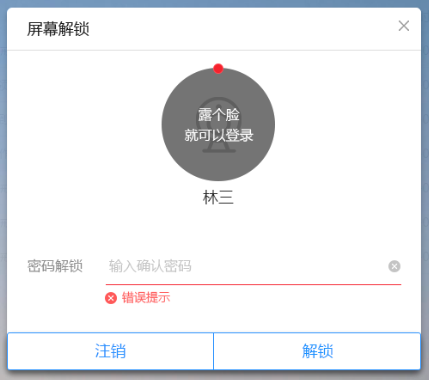 屏幕解锁
露个脸
就可以登录
林三
密码解锁 输入确认密码
错误提示
注销 解锁